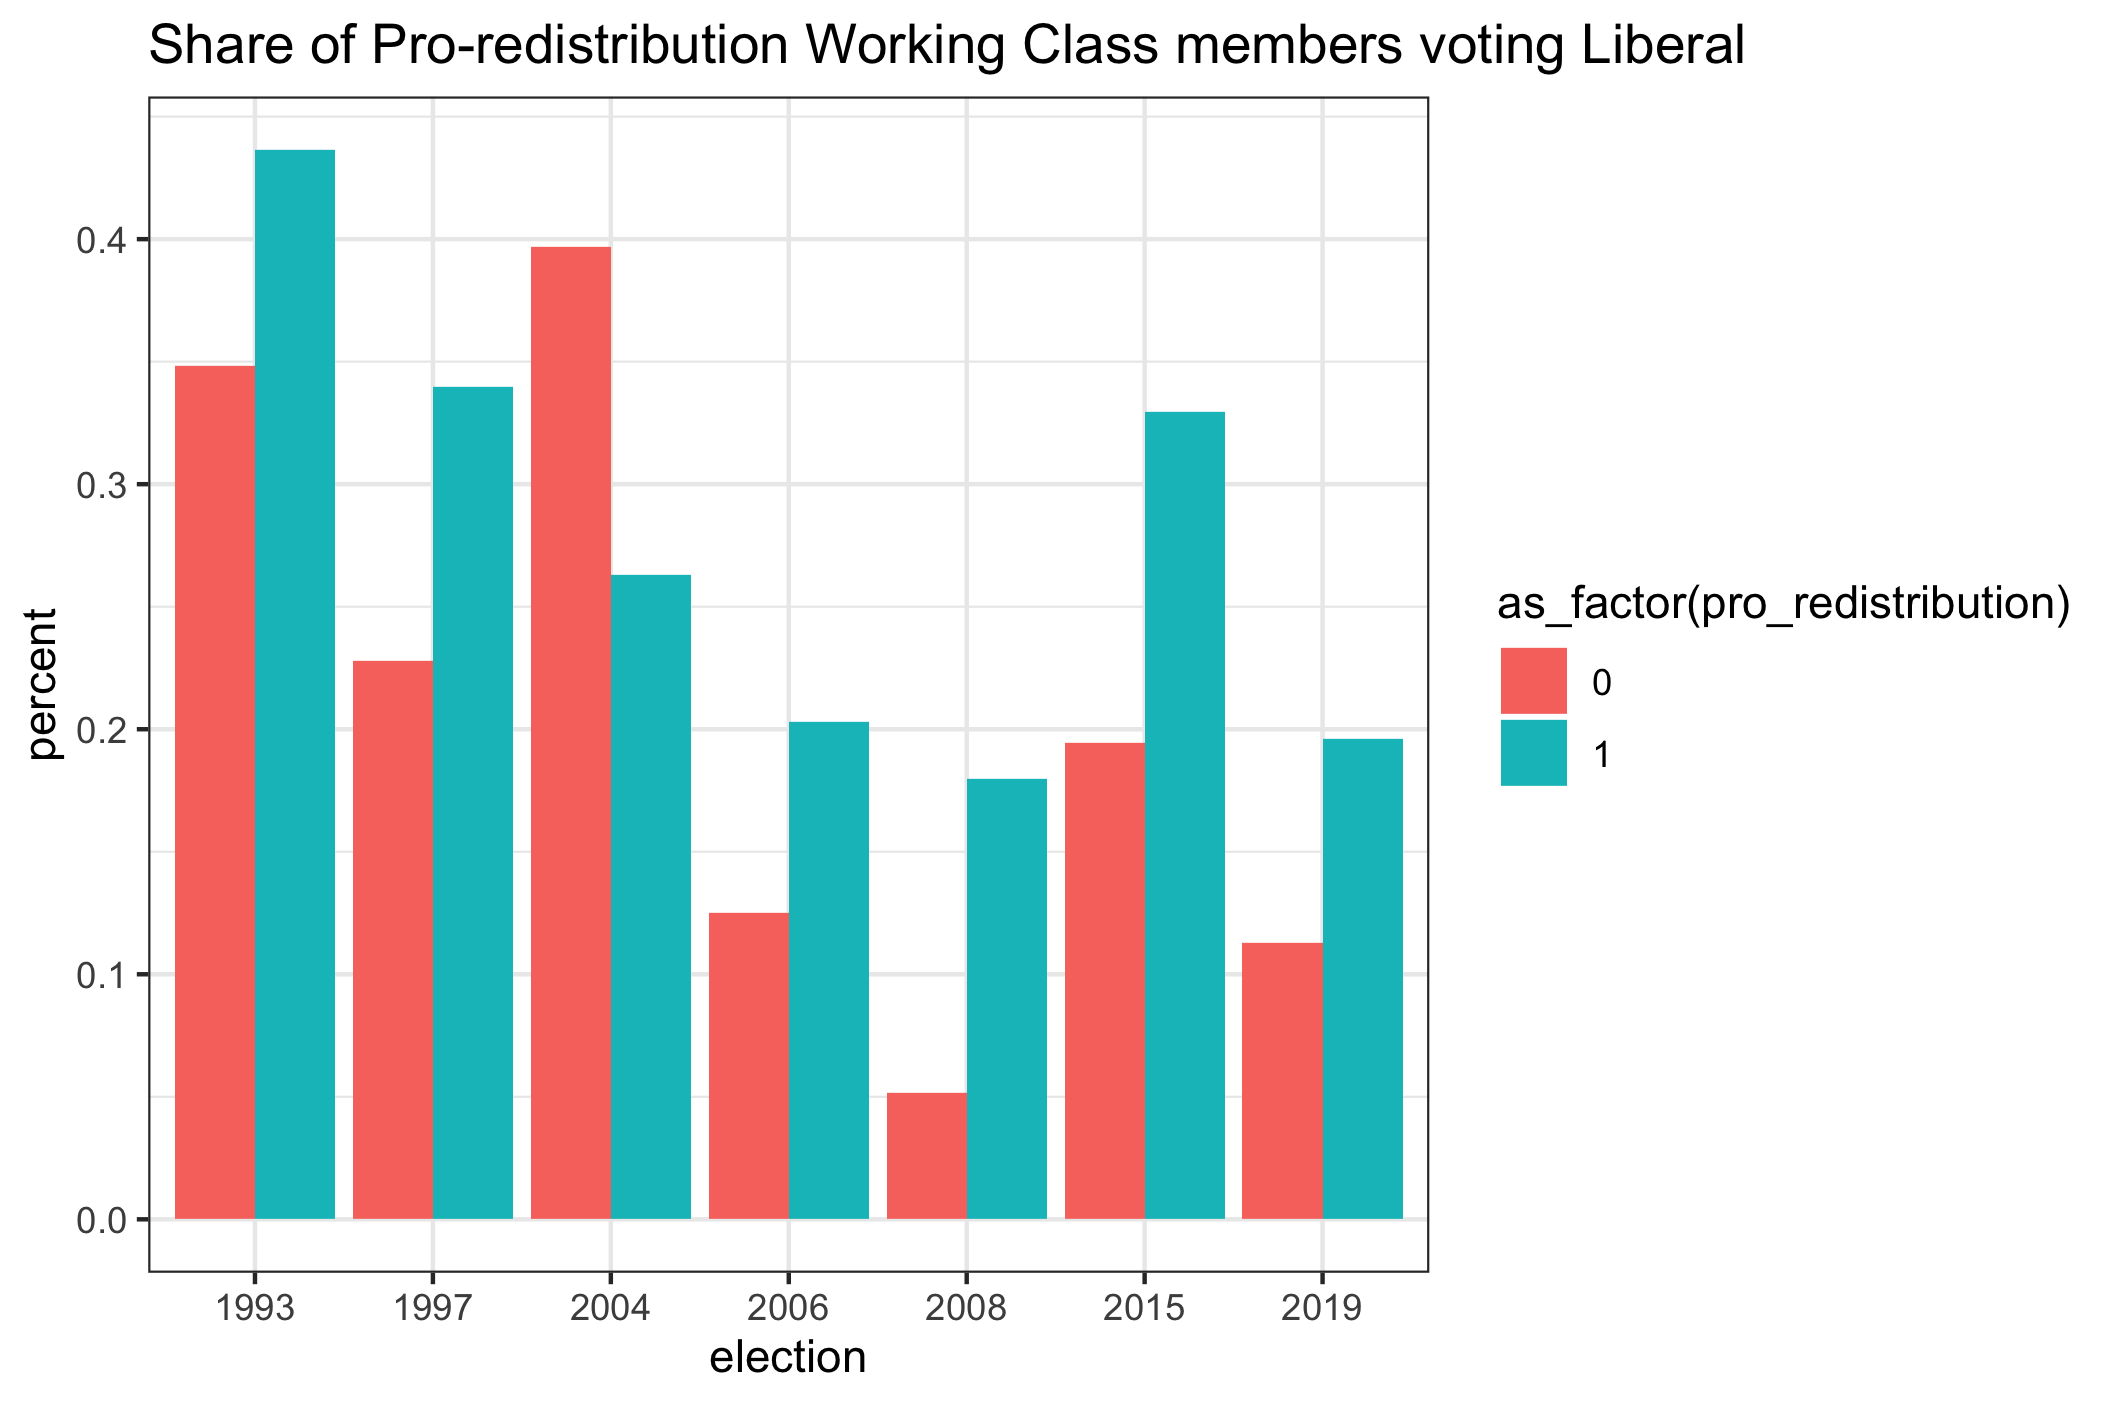 Share of Pro-redistribution Working Class members voting Liberal
percent
0.4
0.3
0.2
0.1
0.0
1993 1997 2004 2006 2008 2015 2019
election
as_factor(pro_redistribution)
0
1